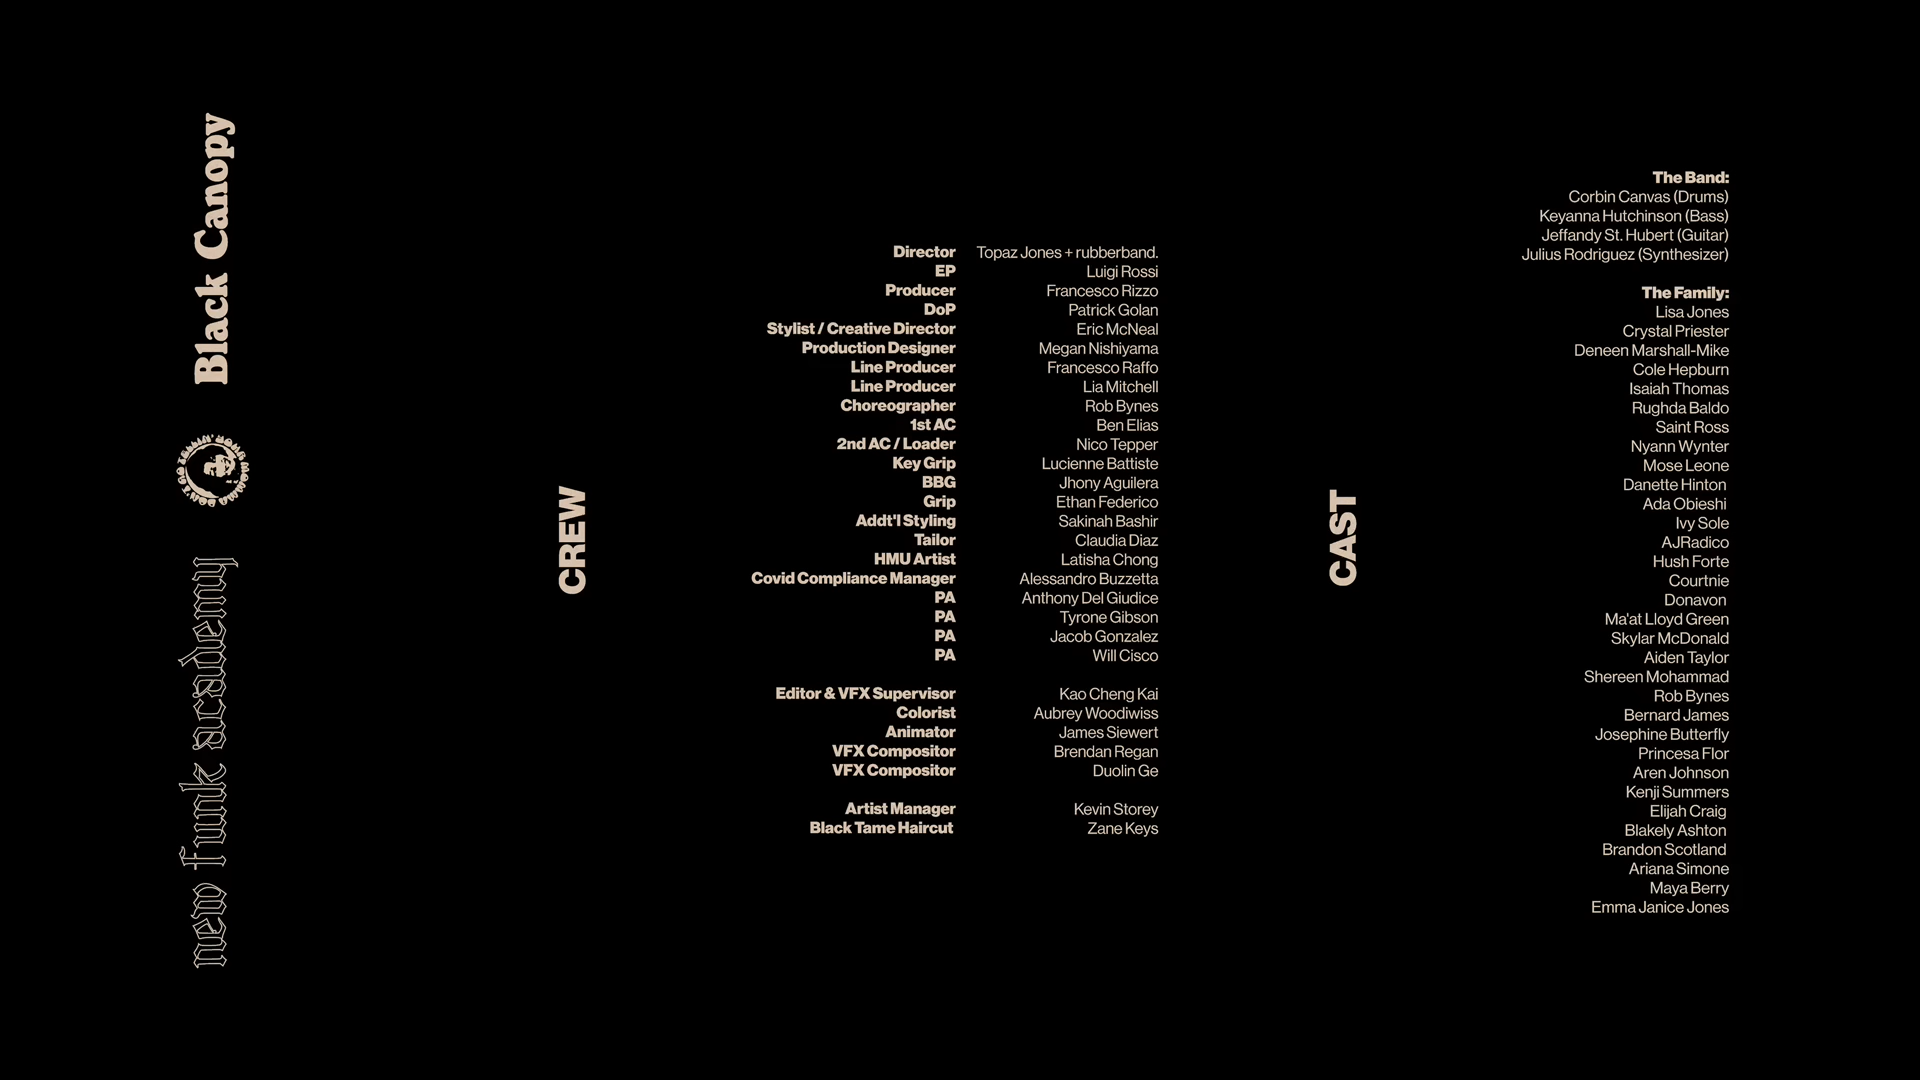 Black Canopy
new funk academy
CREW
Director Topaz Jones + rubberband.
EP Luigi Rossi
Producer Francesco Rizzo
DoP Patrick Golan
Stylist / Creative Director Eric McNeal
Production Designer Megan Nishiyama
Line Producer Francesco Raffo
Line Producer Lia Mitchell
Choreographer Rob Bynes
1st AC Ben Elias
2nd AC / Loader Nico Tepper
Key Grip Lucienne Battiste
BBG Jhony Aguilera
Grip Ethan Federico
Addt'l Styling Sakinah Bashir
Tailor Claudia Diaz
HMU Artist Latisha Chong
Covid Compliance Manager Alessandro Buzzetta
PA Anthony Del Giudice
PA Tyrone Gibson
PA Jacob Gonzalez
PA Will Cisco
Editor & VFX Supervisor Kao Cheng Kai
Colorist Aubrey Woodiwiss
Animator James Siewert
VFX Compositor Brendan Regan
VFX Compositor Duolin Ge
Artist Manager Kevin Storey
Black Tame Haircut Zane Keys
CAST
The Band:
Corbin Canvas (Drums)
Keyanna Hutchinson (Bass)
Jeffandy St. Hubert (Guitar)
Julius Rodriguez (Synthesizer)
The Family:
Lisa Jones
Crystal Priester
Deneen Marshall-Mike
Cole Hepburn
Isaiah Thomas
Rughda Baldo
Saint Ross
Nyann Wynter
Mose Leone
Danette Hinton
Ada Obieshi
Ivy Sole
AJRadico
Hush Forte
Courtnie
Donavon
Ma'at Lloyd Green
Skylar McDonald
Aiden Taylor
Shereen Mohammad
Rob Bynes
Bernard James
Josephine Butterfly
Princesa Flor
Aren Johnson
Kenji Summers
Elijah Craig
Blakely Ashton
Brandon Scotland
Ariana Simone
Maya Berry
Emma Janice Jones